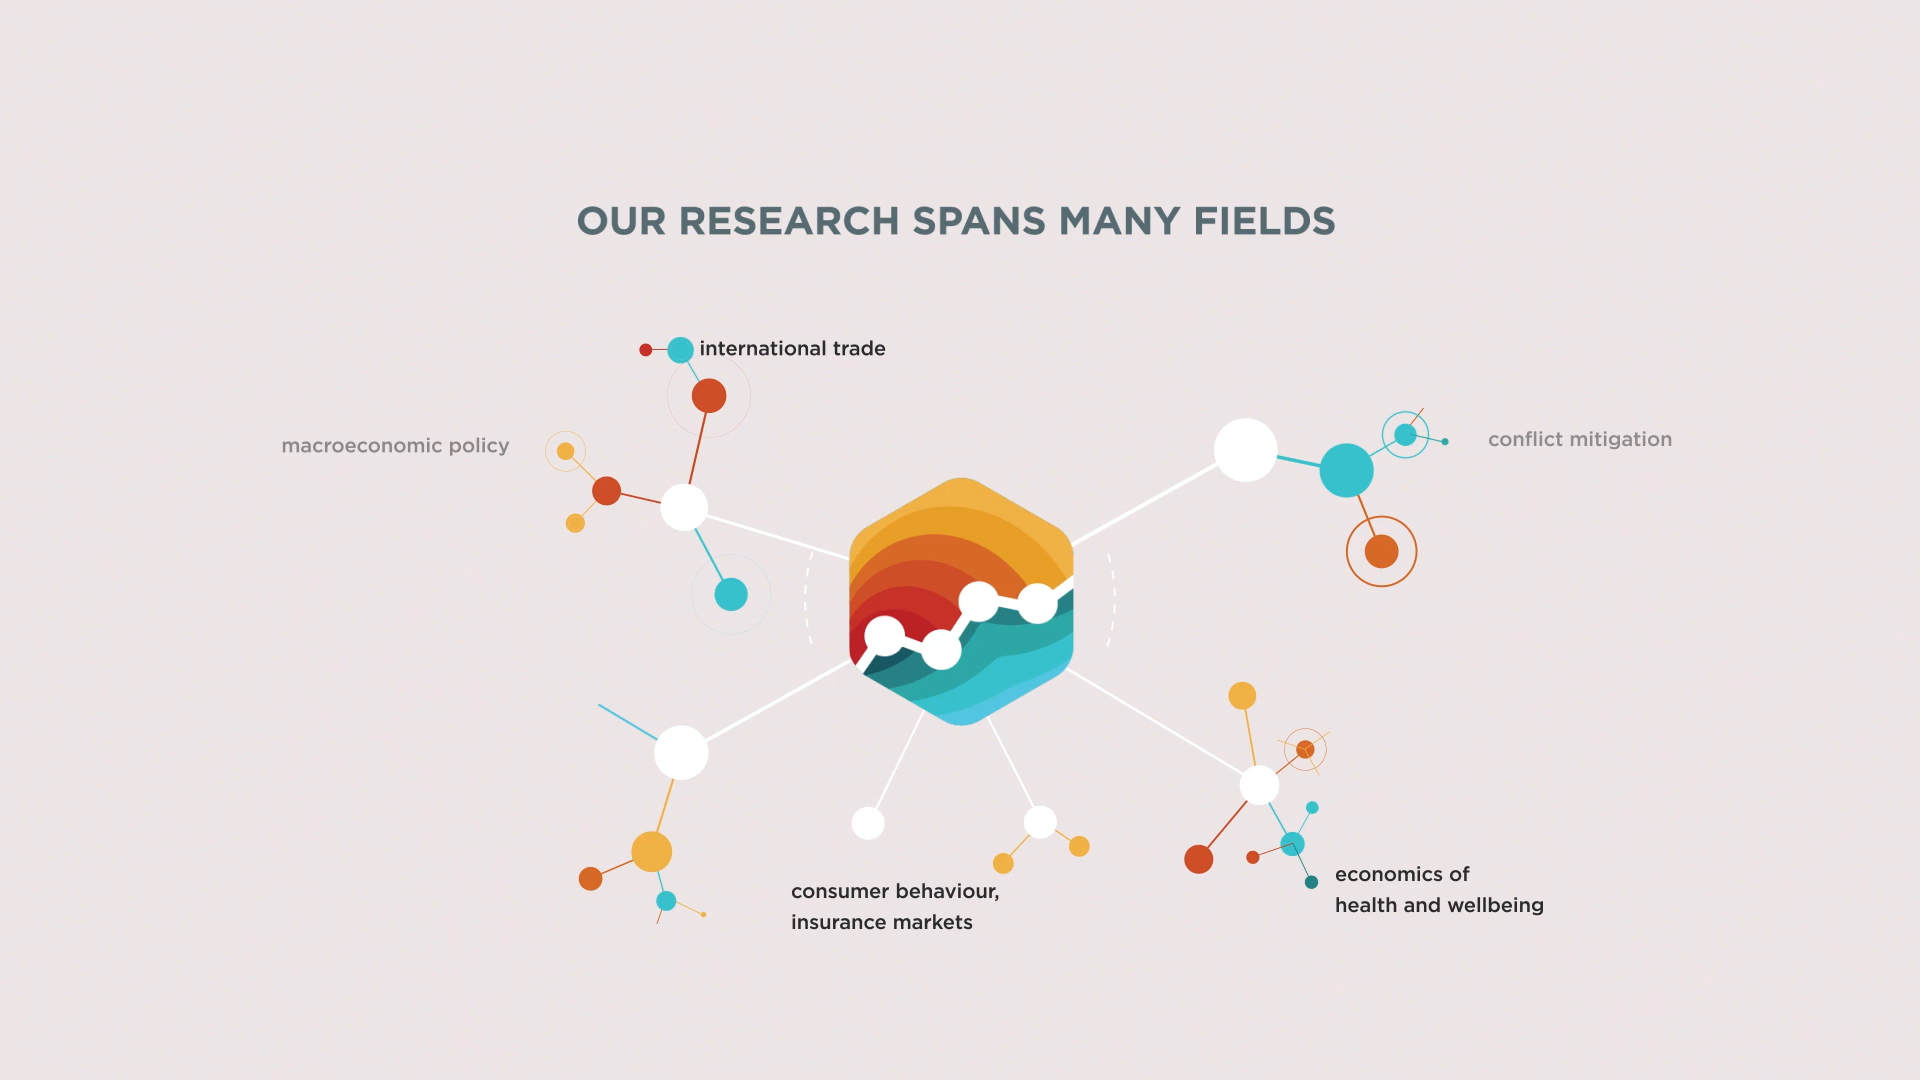 OUR RESEARCH SPANS MANY FIELDS
international trade
macroeconomic policy
conflict mitigation
consumer behaviour,
insurance markets
economics of
health and wellbeing